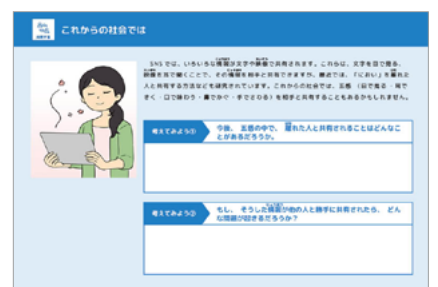 これからの社会では
SNSでは、いろいろな情報が文字や映像で共有されます。これらは、文字を目で見る、
映像を耳で聞くことで、その情報を相手と共有できますが、最近では、「におい」を離れた
人と共有する方法なども研究されています。これからの社会では、五感（目で見る・耳で
きく・口で味わう・鼻でかぐ・手でさわる）を相手と共有することもあるかもしれません。
考えてみよう①
今後、五感の中で、離れた人と共有されることはどんなこ
とがあるだろうか。
考えてみよう②
もし、そうした情報が他の人と勝手に共有されたら、どん
な問題が起きるだろうか？